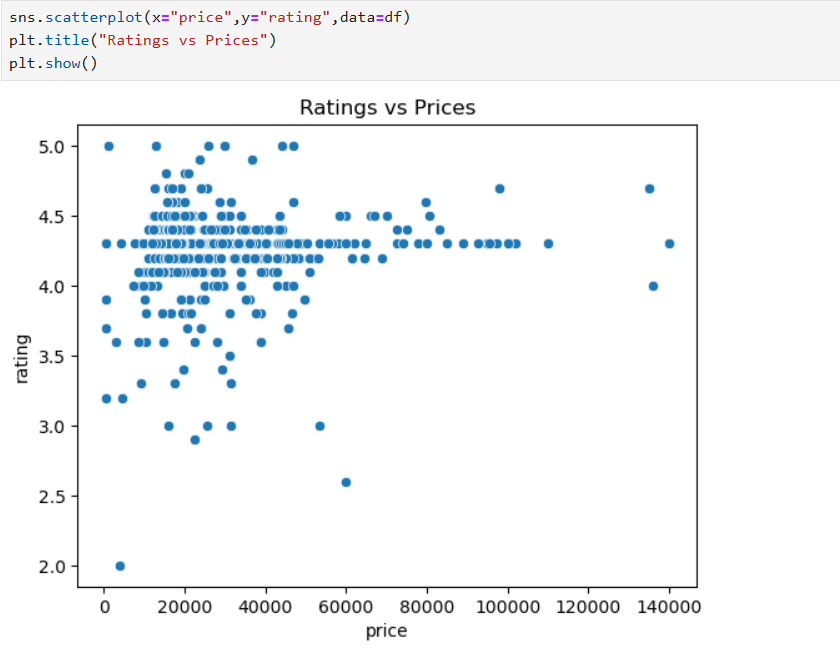 sns.scatterplot(x="price",y="rating",data=df)
plt.title("Ratings vs Prices")
plt.show()
Ratings vs Prices
5.0
4.5
4.0
3.5
3.0
2.5
2.0
rating
0 20000 40000 60000 80000 100000 120000 140000
price